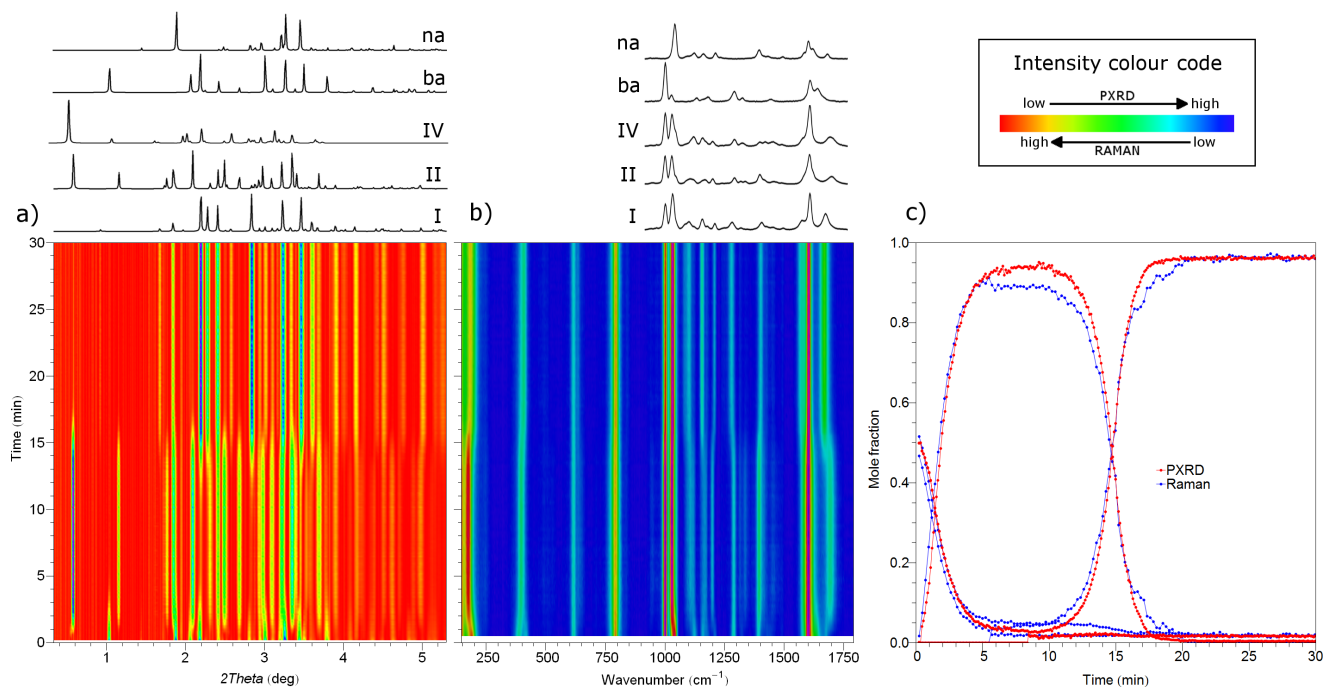 na
ba
IV
II
I
a)
30
25
20
15
10
5
0
Time (min)
1
2
3
4
5
2Theta (deg)
na
ba
IV
II
I
b)
250
500
750
1000
1250
1500
1750
Wavenumber (cm−1)
Intensity colour code
low
PXRD
high
high
RAMAN
low
c)
1.0
0.8
0.6
0.4
0.2
0.0
Mole fraction
PXRD
Raman
0
5
10
15
20
25
30
Time (min)